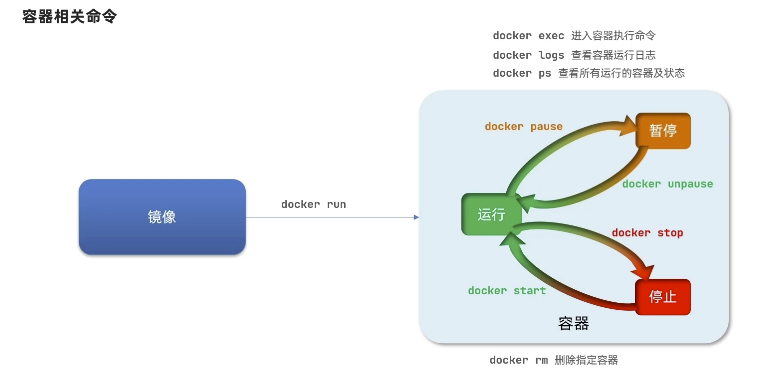 容器相关命令
docker exec 进入容器执行命令
docker logs 查看容器运行日志
docker ps 查看所有运行的容器及状态
docker pause
暂停
docker unpause
镜像
docker run
运行
docker stop
docker start
停止
容器
docker rm 删除指定容器